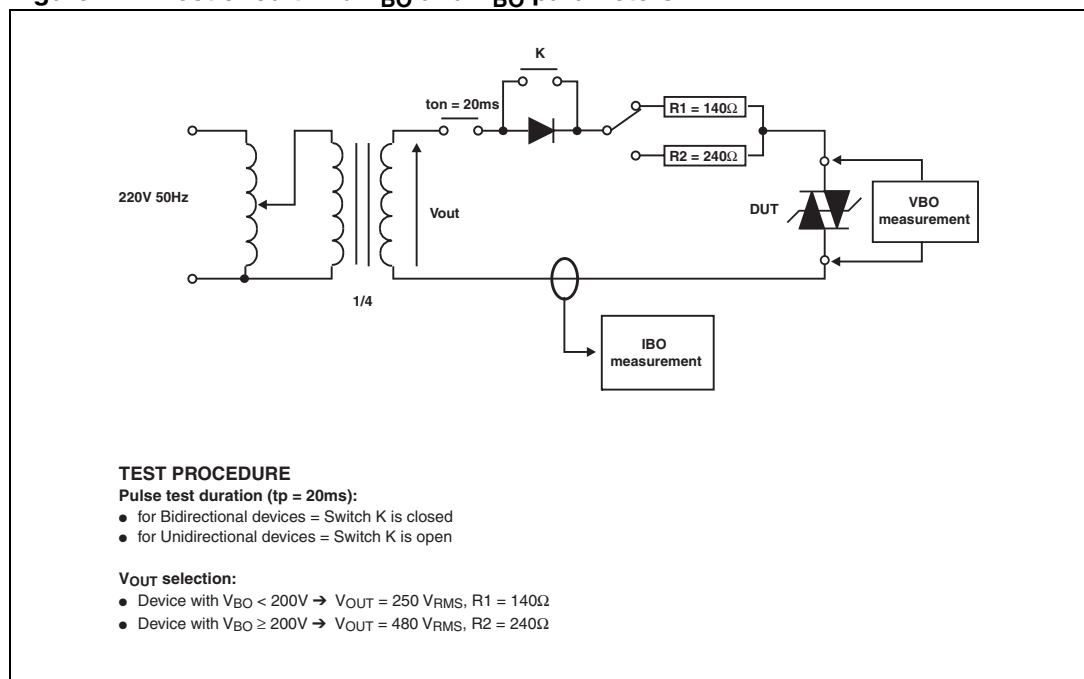 K
ton = 20ms
R1 = 140Ω
R2 = 240Ω
220V 50Hz
Vout
DUT
VBO
measurement
1/4
IBO
measurement
TEST PROCEDURE
Pulse test duration (tp = 20ms):
● for Bidirectional devices = Switch K is closed
● for Unidirectional devices = Switch K is open
VOUT selection:
● Device with VBO < 200V ➔ VOUT = 250 VRMS, R1 = 140Ω
● Device with VBO ≥ 200V ➔ VOUT = 480 VRMS, R2 = 240Ω